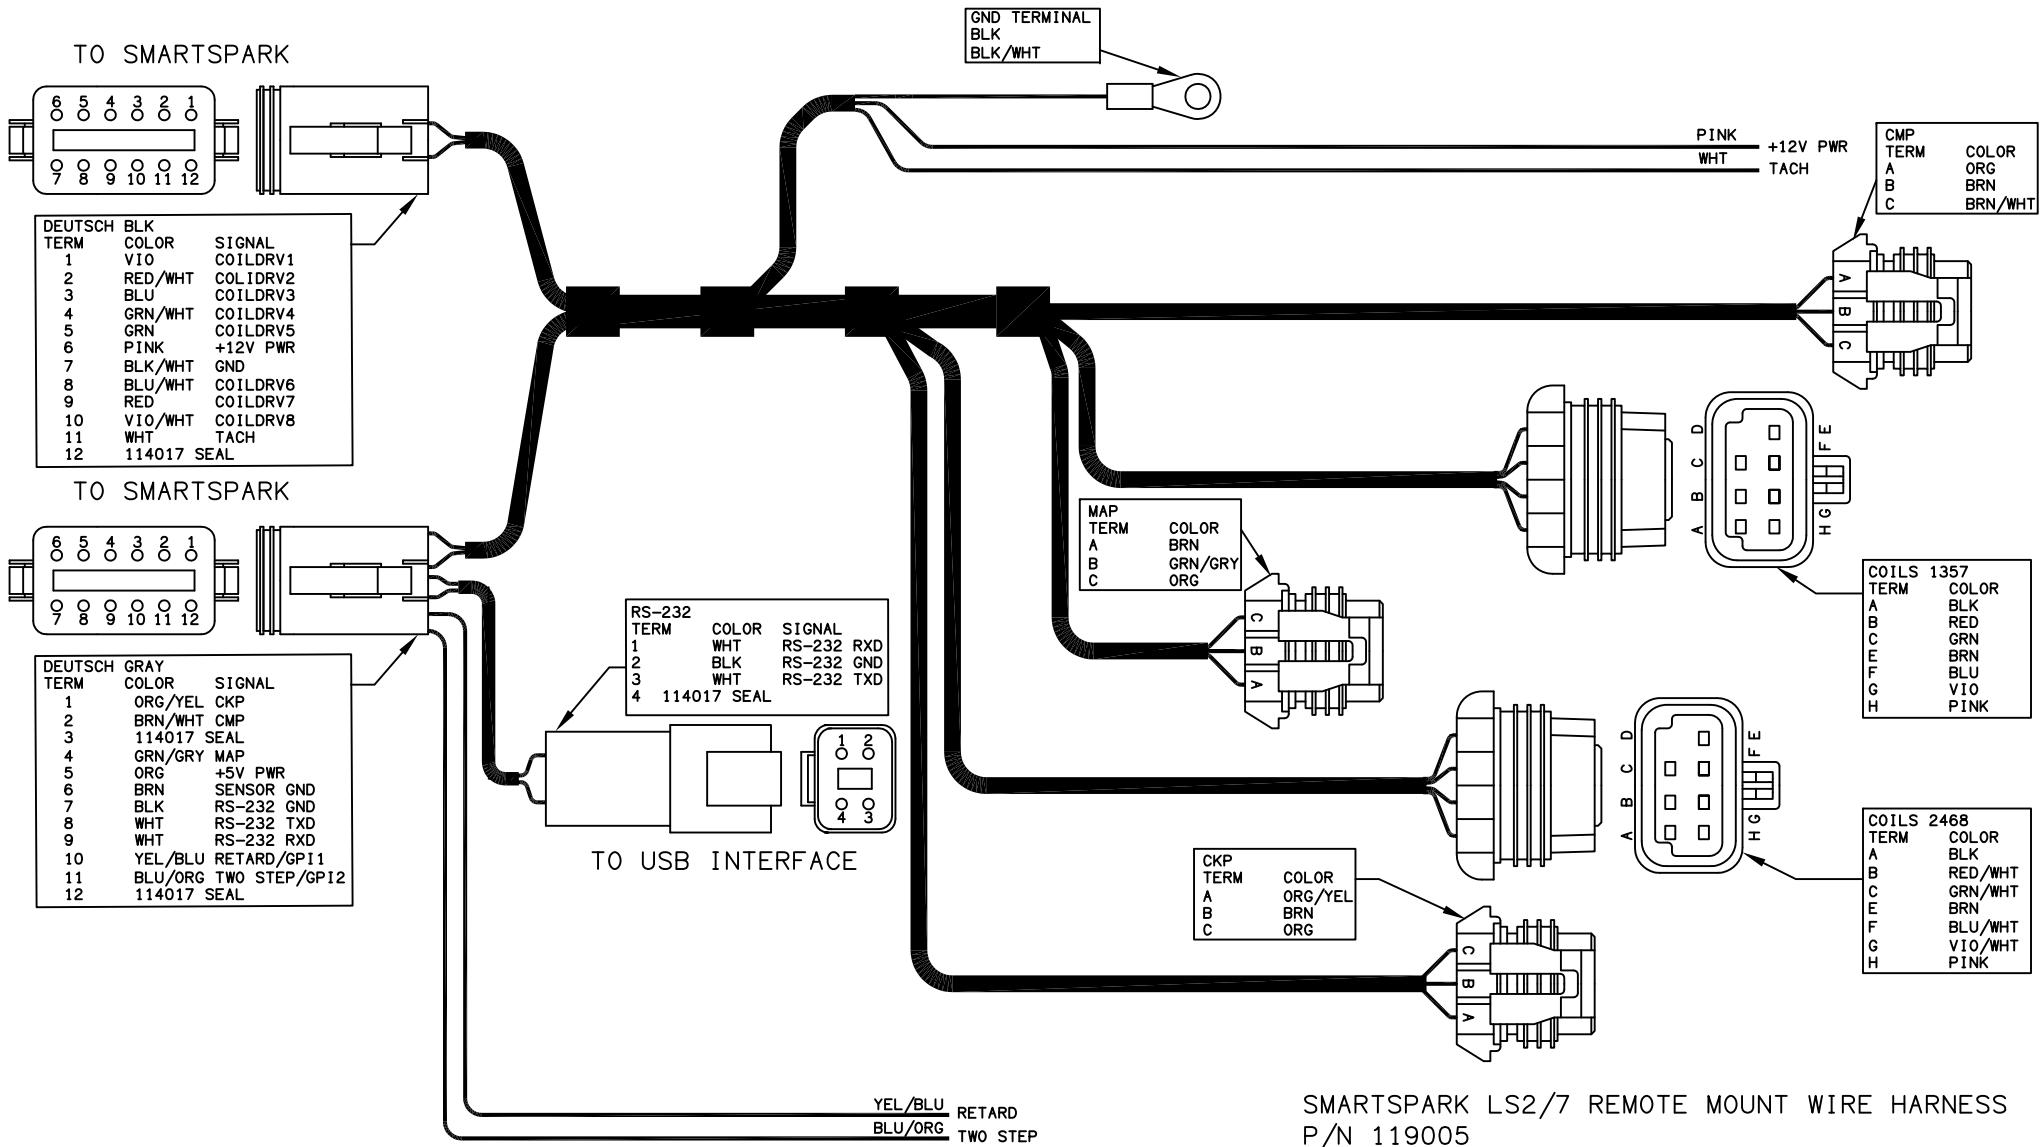 TO SMARTSPARK
6 5 4 3 2 1
7 8 9 10 11 12
DEUTSCH BLK
TERM COLOR SIGNAL
1 VIO COILDRV1
2 RED/WHT COLIDRV2
3 BLU COILDRV3
4 GRN/WHT COILDRV4
5 GRN COILDRV5
6 PINK +12V PWR
7 BLK/WHT GND
8 BLU/WHT COILDRV6
9 RED COILDRV7
10 VIO/WHT COILDRV8
11 WHT TACH
12 114017 SEAL
TO SMARTSPARK
6 5 4 3 2 1
7 8 9 10 11 12
DEUTSCH GRAY
TERM COLOR SIGNAL
1 ORG/YEL CKP
2 BRN/WHT CMP
3 114017 SEAL
4 GRN/GRY MAP
5 ORG +5V PWR
6 BRN SENSOR GND
7 BLK RS-232 GND
8 WHT RS-232 TXD
9 WHT RS-232 RXD
10 YEL/BLU RETARD/GPI1
11 BLU/ORG TWO STEP/GPI2
12 114017 SEAL
GND TERMINAL
BLK
BLK/WHT
PINK +12V PWR
WHT TACH
CMP
TERM COLOR
A ORG
B BRN
C BRN/WHT
A
B
C
D C B A
E F G H
COILS 1357
TERM COLOR
A BLK
B RED
C GRN
E BRN
F BLU
G VIO
H PINK
MAP
TERM COLOR
A BRN
B GRN/GRY
C ORG
C
B
A
RS-232
TERM COLOR SIGNAL
1 WHT RS-232 RXD
2 BLK RS-232 GND
3 WHT RS-232 TXD
4 114017 SEAL
1 2
4 3
TO USB INTERFACE
D C B A
E F G H
COILS 2468
TERM COLOR
A BLK
B RED/WHT
C GRN/WHT
E BRN
F BLU/WHT
G VIO/WHT
H PINK
CKP
TERM COLOR
A ORG/YEL
B BRN
C ORG
C
B
A
YEL/BLU RETARD
BLU/ORG TWO STEP
SMARTSPARK LS2/7 REMOTE MOUNT WIRE HARNESS
P/N 119005